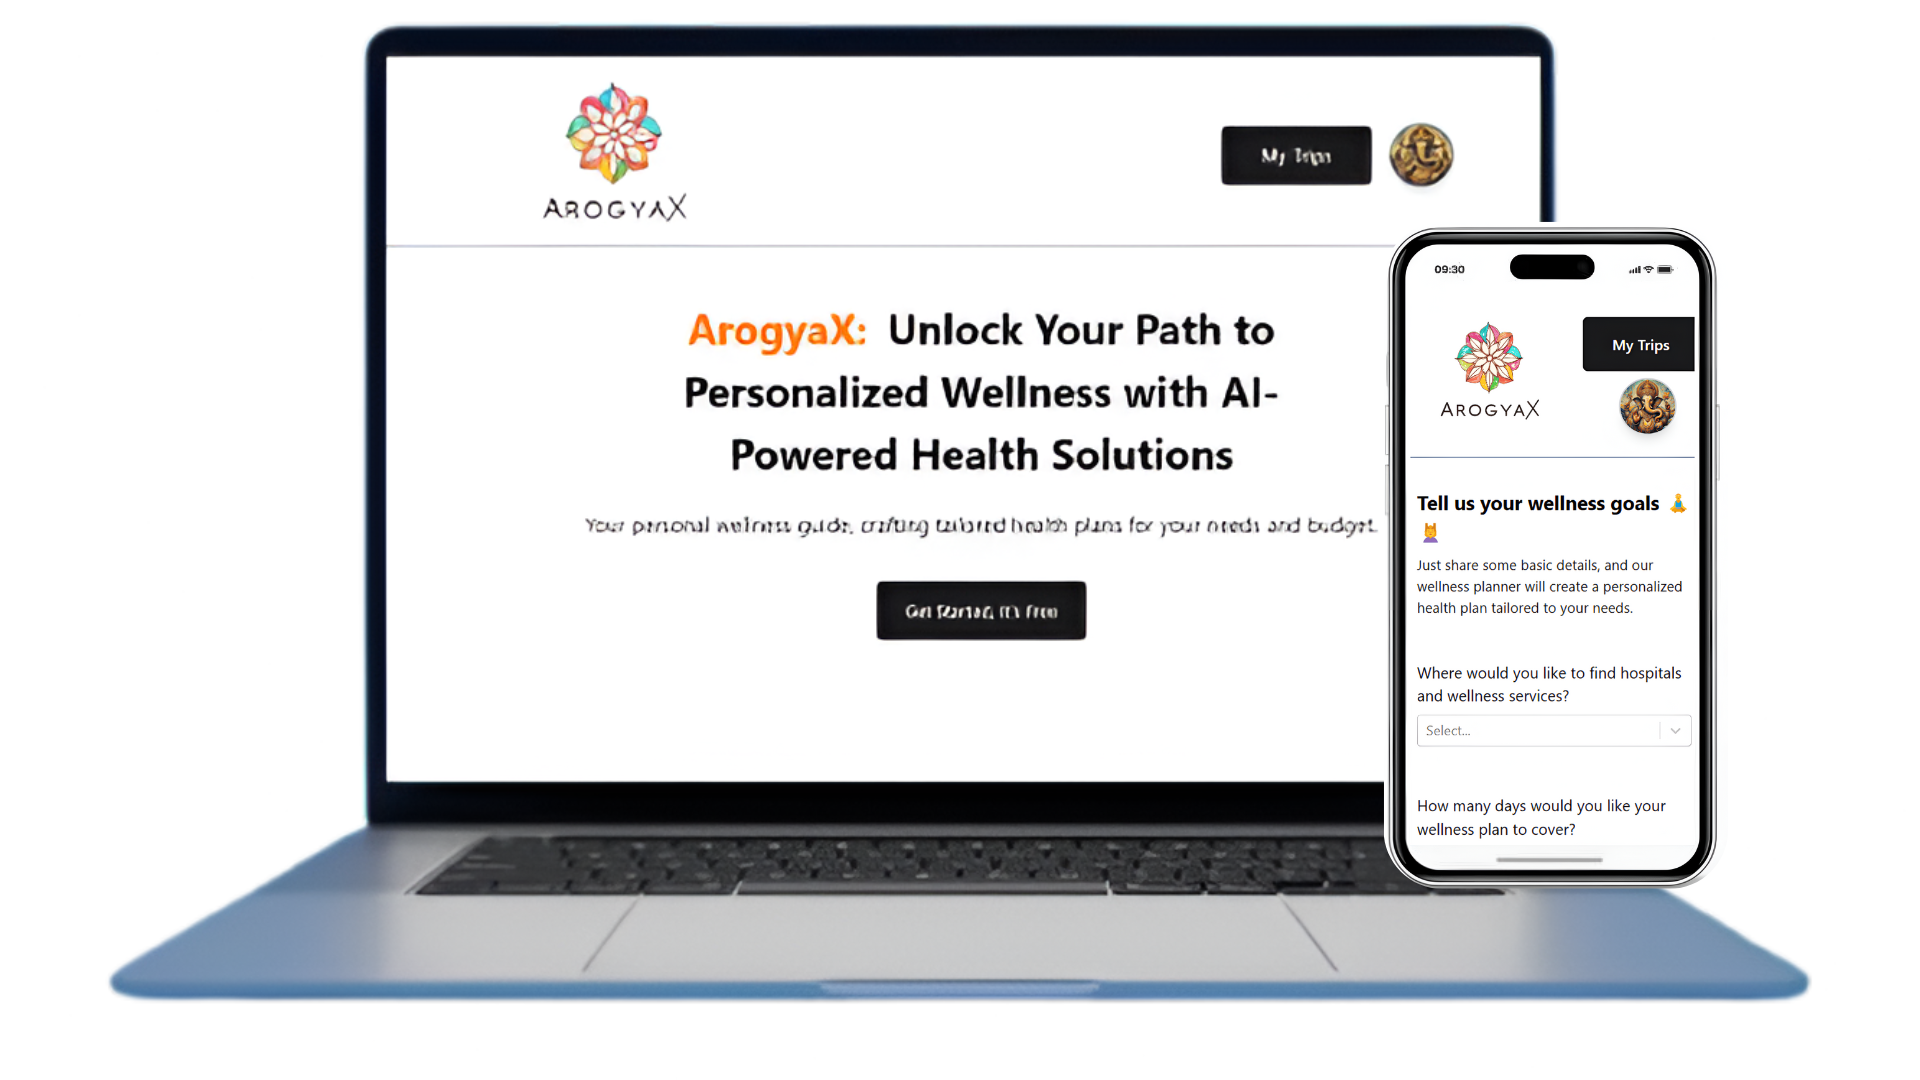 AROGYAX
My Trips
ArogyaX: Unlock Your Path to
Personalized Wellness with AI-
Powered Health Solutions
Your personal wellness guide, crafting tailored health plans for your needs and budget.
Get Started, It's Free
09:30
My Trips
AROGYAX
Tell us your wellness goals 🧘
💆
Just share some basic details, and our
wellness planner will create a personalized
health plan tailored to your needs.
Where would you like to find hospitals
and wellness services?
Select...
How many days would you like your
wellness plan to cover?